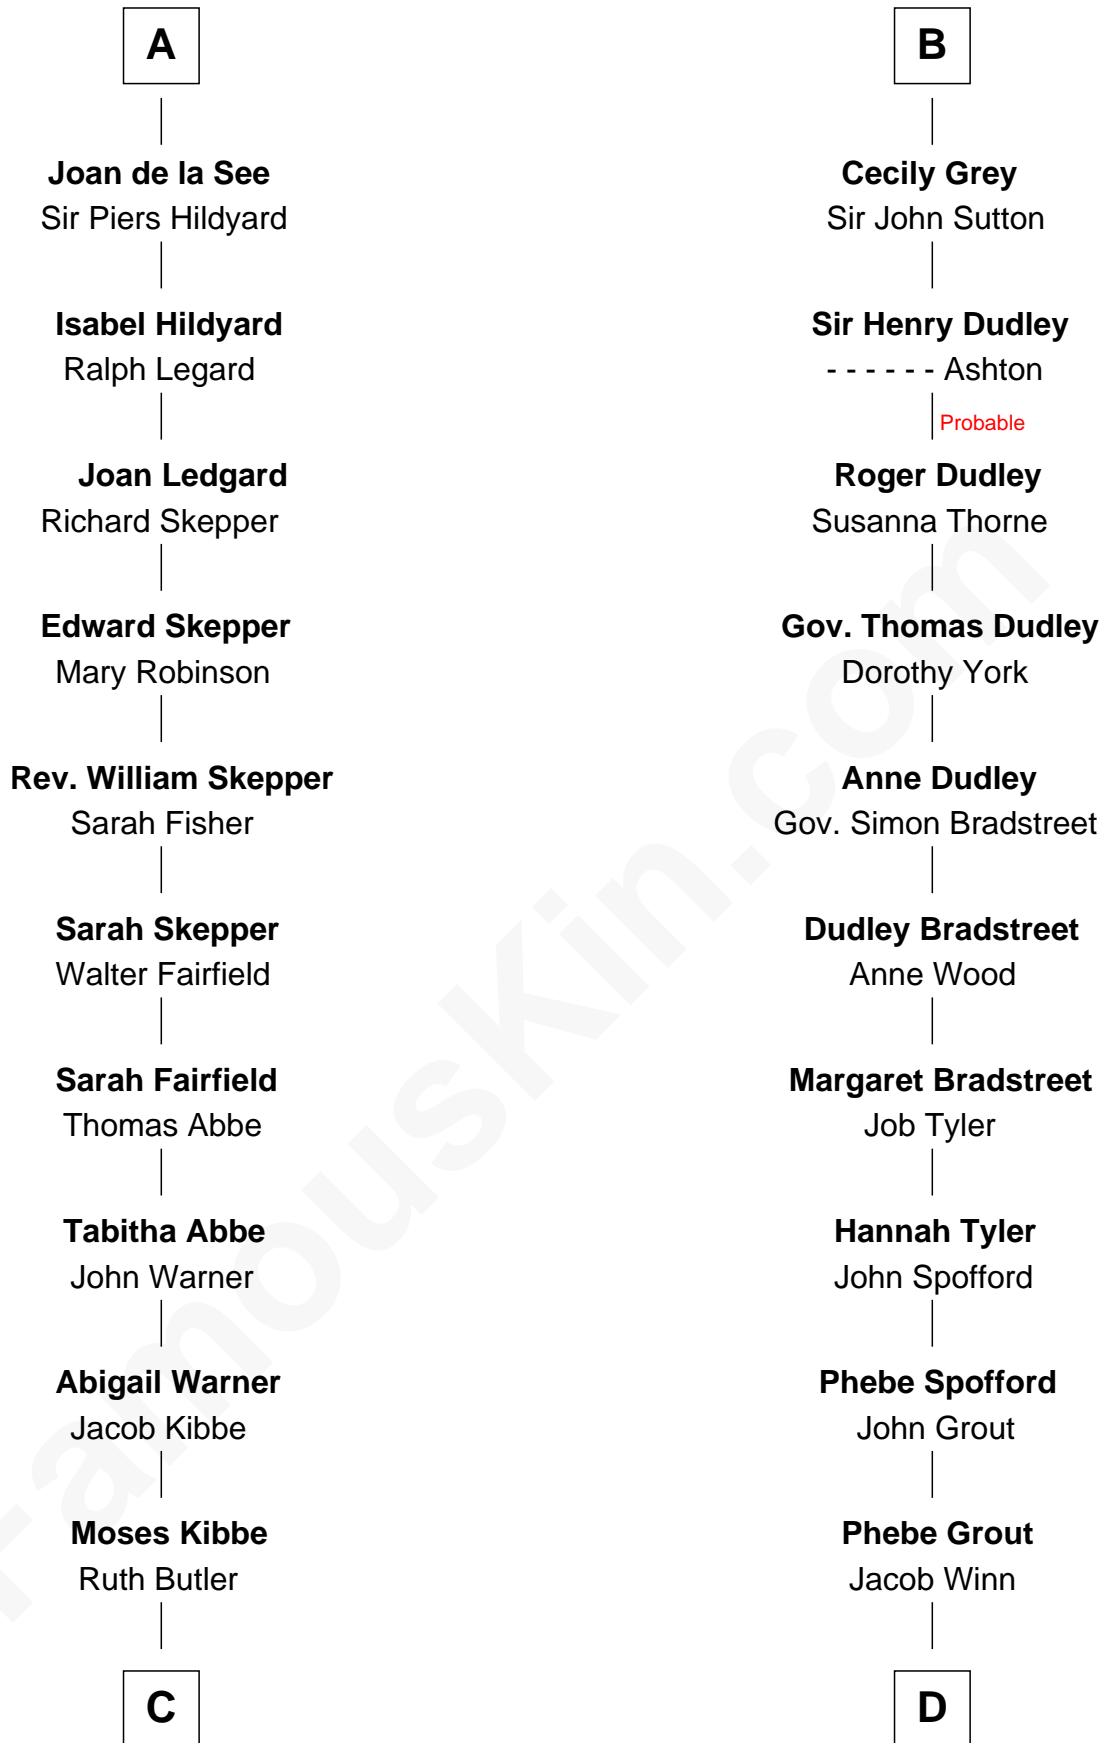 A
Joan de la See
Sir Piers Hildyard
Isabel Hildyard
Ralph Legard
Joan Ledgard
Richard Skepper
Edward Skepper
Mary Robinson
Rev. William Skepper
Sarah Fisher
Sarah Skepper
Walter Fairfield
Sarah Fairfield
Thomas Abbe
Tabitha Abbe
John Warner
Abigail Warner
Jacob Kibbe
Moses Kibbe
Ruth Butler
C
B
Cecily Grey
Sir John Sutton
Sir Henry Dudley
- - - - - - Ashton
Probable
Roger Dudley
Susanna Thorne
Gov. Thomas Dudley
Dorothy York
Anne Dudley
Gov. Simon Bradstreet
Dudley Bradstreet
Anne Wood
Margaret Bradstreet
Job Tyler
Hannah Tyler
John Spofford
Phebe Spofford
John Grout
Phebe Grout
Jacob Winn
D
FamousKin.com